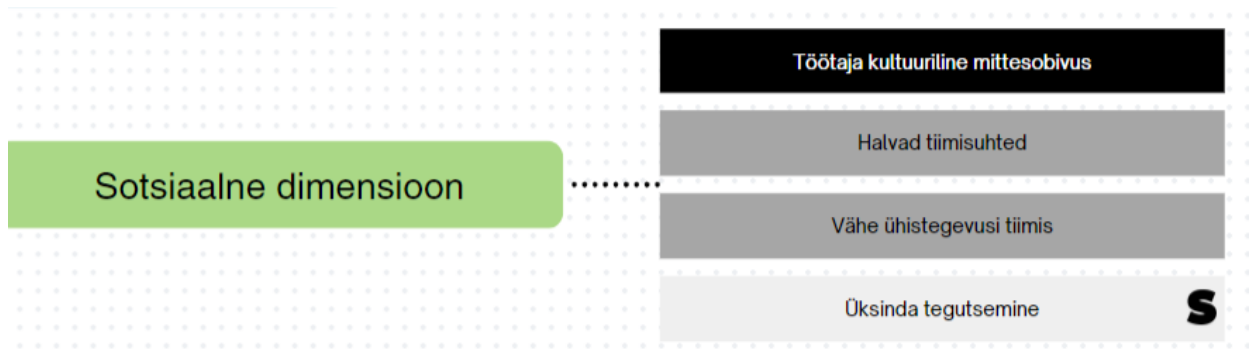 Töötaja kultuuriline mittesobivus
Halvad tiimisuhted
Sotsiaalne dimensioon
Vähe ühistegevusi tiimis
Üksinda tegutsemine
S